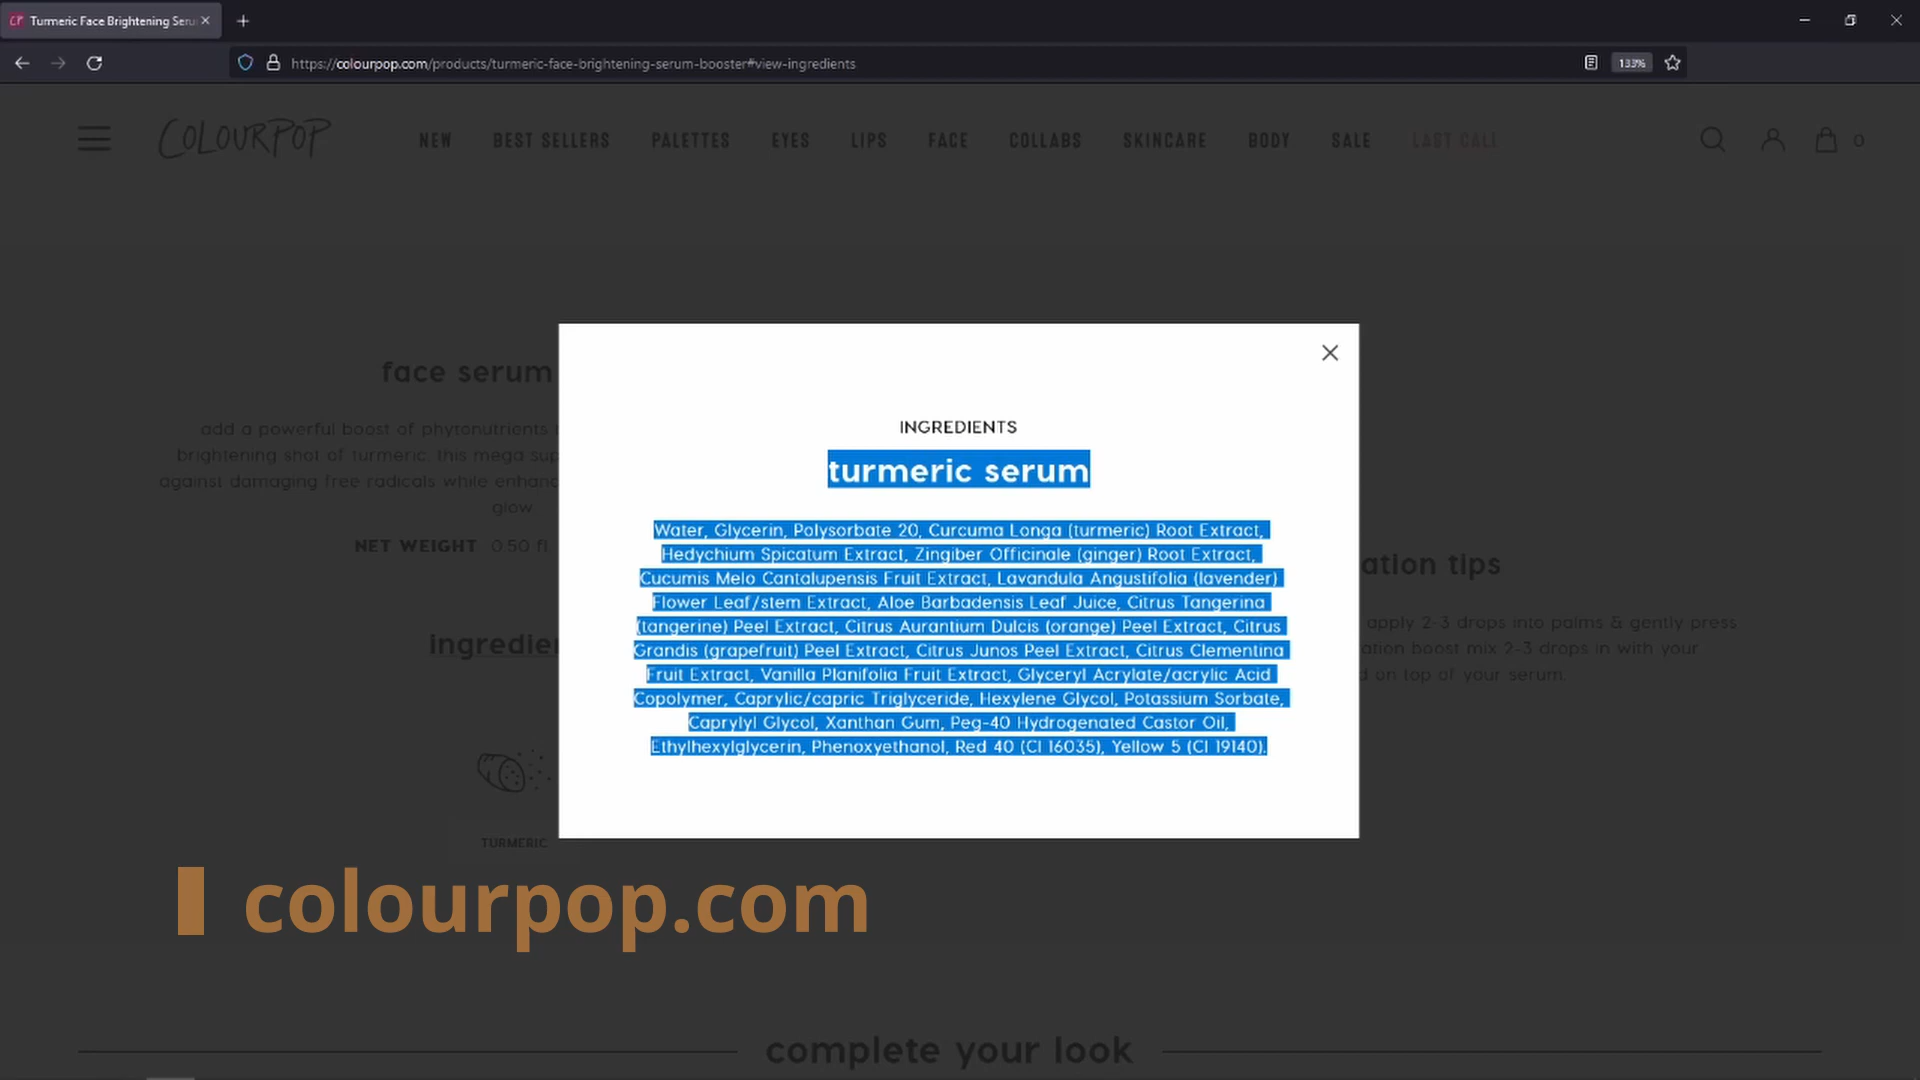 Turmeric Face Brightening Seru
https://colourpop.com/products/turmeric-face-brightening-serum-booster#view-ingredients
133%
COLOURPOP
NEW BEST SELLERS PALETTES EYES LIPS FACE COLLABS SKINCARE BODY SALE LAST CALL
0
face serum
add a powerful boost of phytonutrients
brightening shot of turmeric. this mega
against damaging free radicals while
glow
NET WEIGHT 0.50 fl
INGREDIENTS
turmeric serum
Water, Glycerin, Polysorbate 20, Curcuma Longa (turmeric) Root Extract,
Hedychium Spicatum Extract, Zingiber Officinale (ginger) Root Extract,
Cucumis Melo Cantalupensis Fruit Extract, Lavandula Angustifolia (lavender)
Flower Leaf/stem Extract, Aloe Barbadensis Leaf Juice, Citrus Tangerina
(tangerine) Peel Extract, Citrus Aurantium Dulcis (orange) Peel Extract, Citrus
Grandis (grapefruit) Peel Extract, Citrus Junos Peel Extract, Citrus Clementina
Fruit Extract, Vanilla Planifolia Fruit Extract, Glyceryl Acrylate/acrylic Acid
Copolymer, Caprylic/capric Triglyceride, Hexylene Glycol, Potassium Sorbate,
Caprylyl Glycol, Xanthan Gum, Peg-40 Hydrogenated Castor Oil,
Ethylhexylglycerin, Phenoxyethanol, Red 40 (CI 16035), Yellow 5 (CI 19140).
ation tips
apply 2-3 drops into palms & gently press
ation boost mix 2-3 drops in with your
on top of your serum.
ingredien
TURMERIC
colourpop.com
complete your look